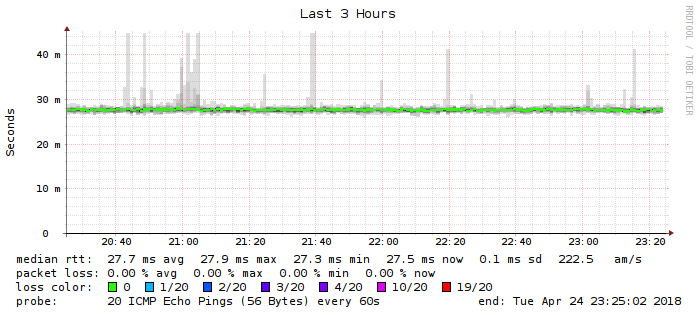 Last 3 Hours
RRDTOOL / TOBI OETIKER
Seconds
40 m
30 m
20 m
10 m
0
20:40 21:00 21:20 21:40 22:00 22:20 22:40 23:00 23:20
median rtt: 27.7 ms avg 27.9 ms max 27.3 ms min 27.5 ms now 0.1 ms sd 222.5 am/s
packet loss: 0.00 % avg 0.00 % max 0.00 % min 0.00 % now
loss color: 0 1/20 2/20 3/20 4/20 10/20 19/20
probe: 20 ICMP Echo Pings (56 Bytes) every 60s end: Tue Apr 24 23:25:02 2018